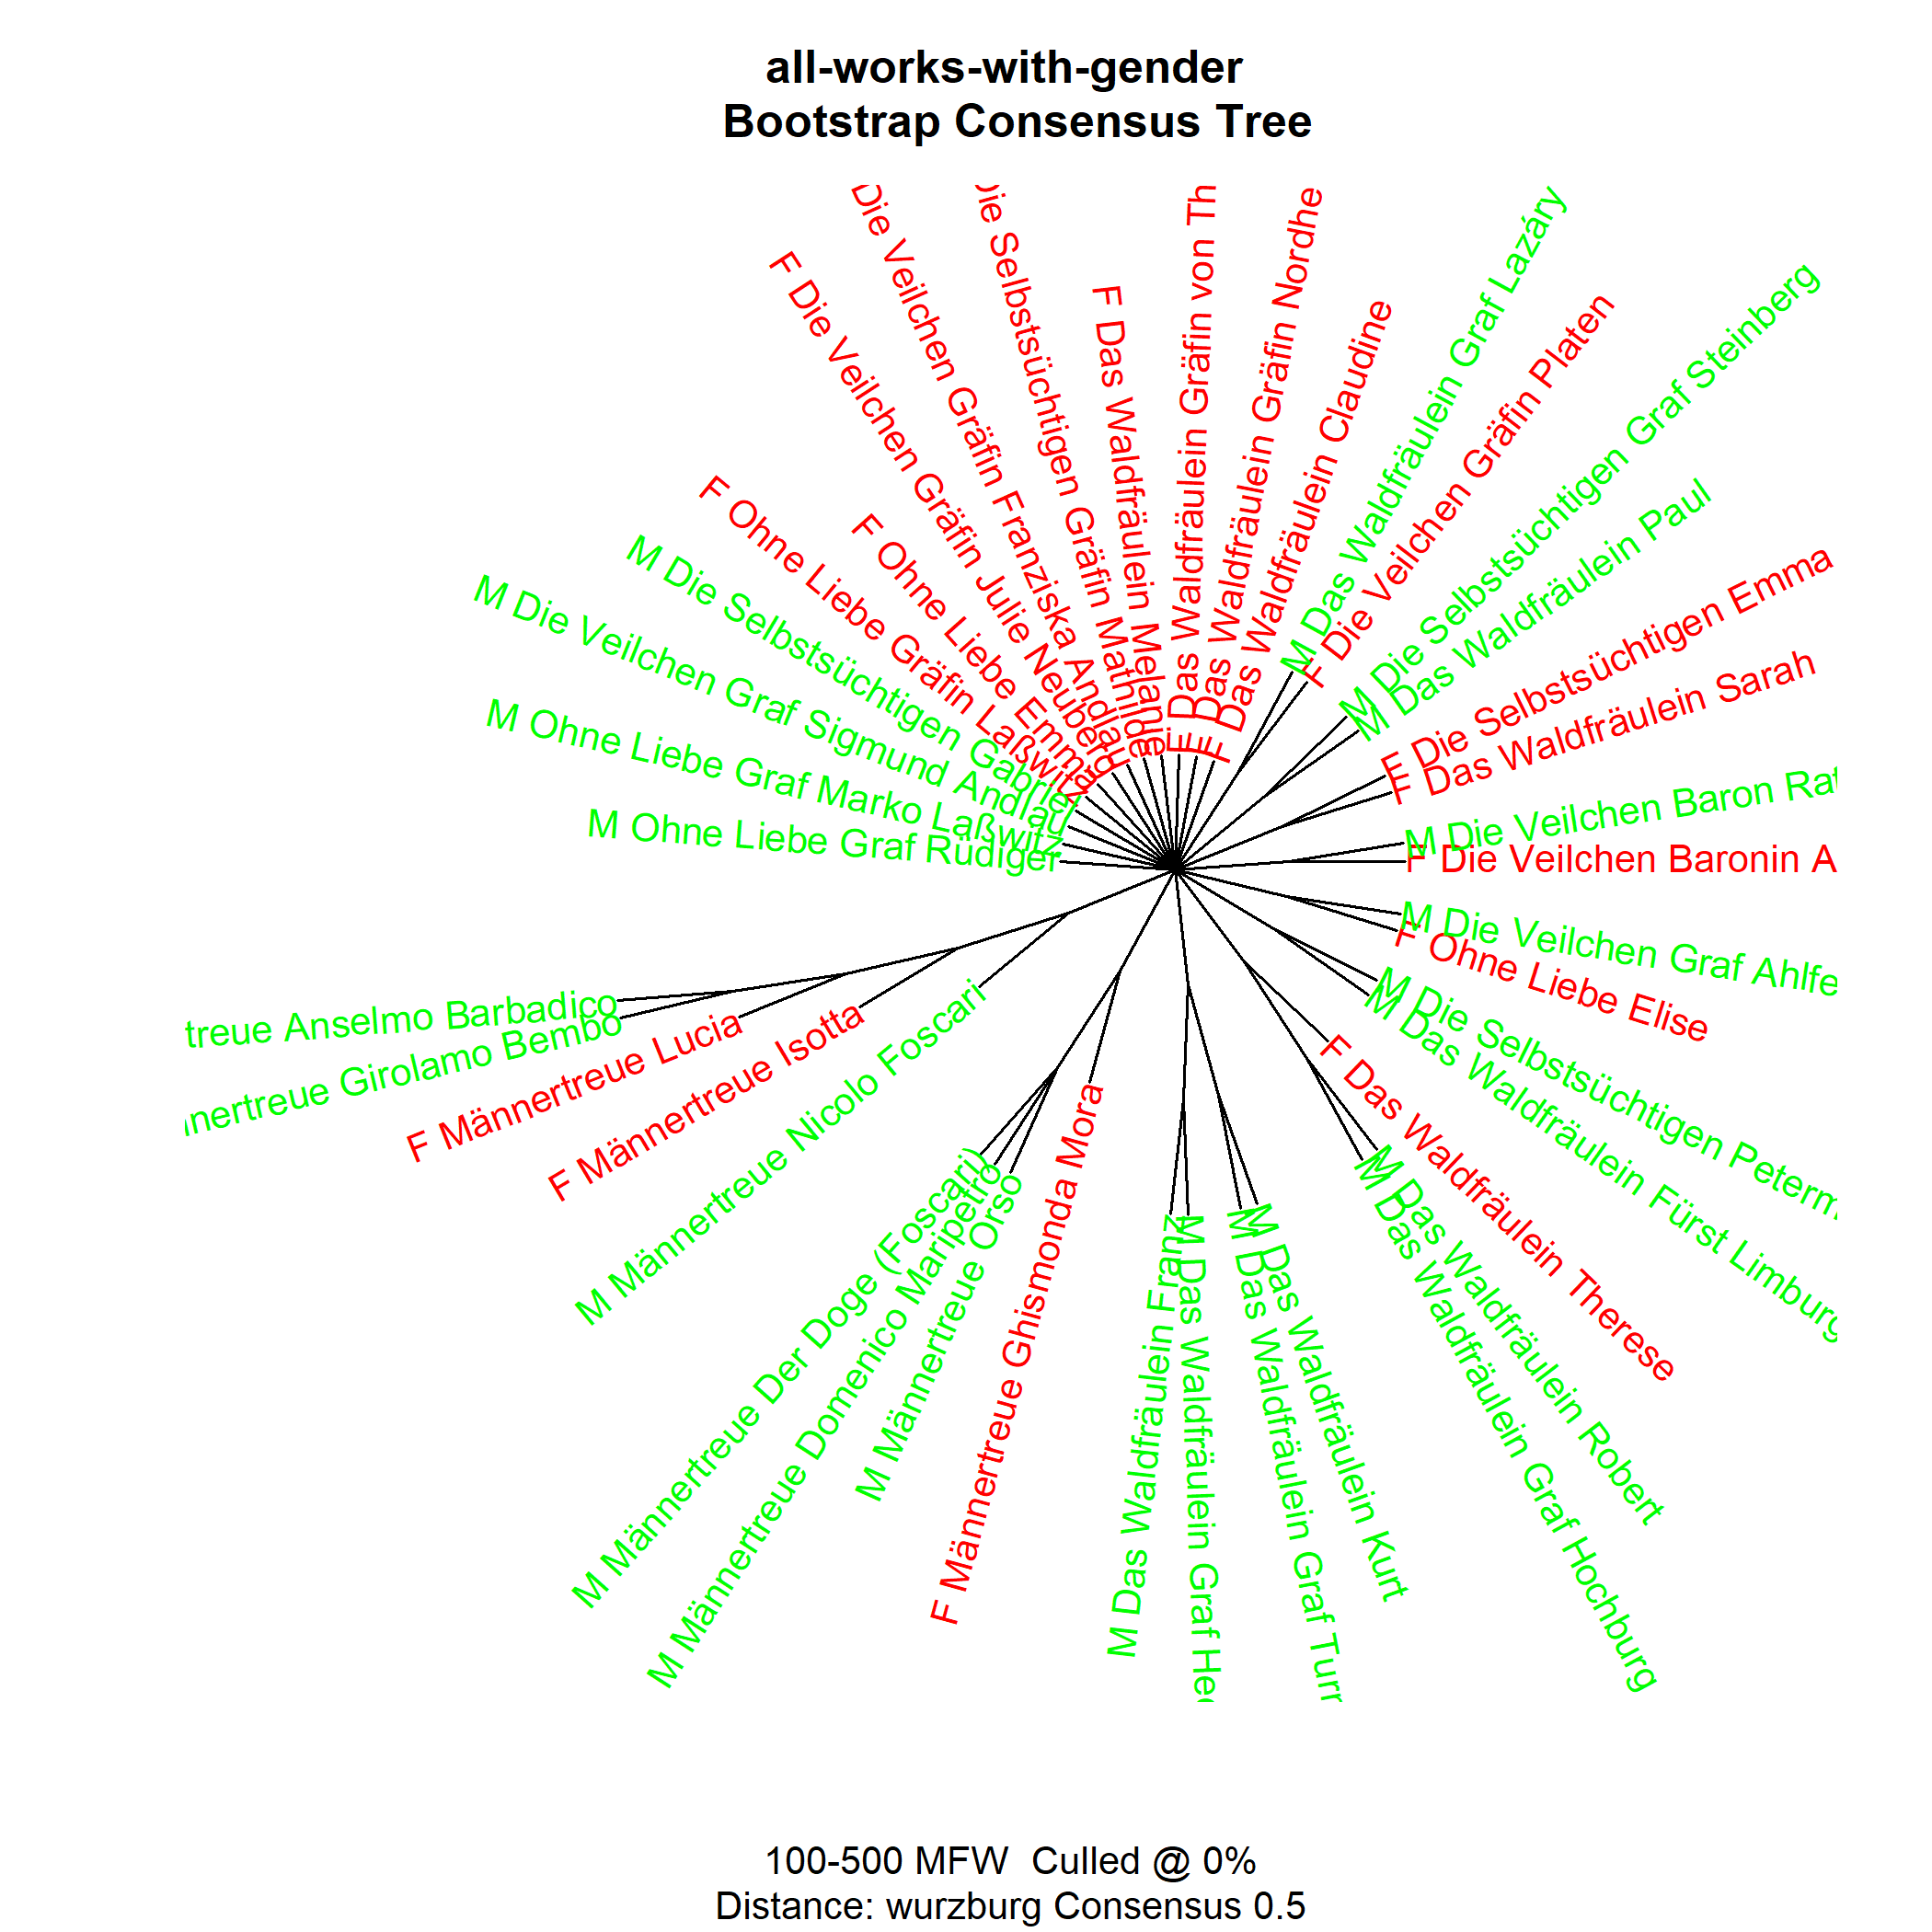 all-works-with-gender
Bootstrap Consensus Tree
F Die Veilchen Gräfin Julie Neuberg
Die Veilchen Gräfin Franziska Andlau
Die Selbstsüchtigen Gräfin Mathilde
F Das Waldfräulein Melanie
F Das Waldfräulein Gräfin von Th
F Das Waldfräulein Gräfin Nordhe
F Das Waldfräulein Claudine
M Das Waldfräulein Graf Lazáry
F Die Veilchen Gräfin Platen
M Die Selbstsüchtigen Graf Steinberg
M Das Waldfräulein Paul
F Die Selbstsüchtigen Emma
F Das Waldfräulein Sarah
M Die Veilchen Baron Rat
F Die Veilchen Baronin A
M Die Veilchen Graf Ahlfe
F Ohne Liebe Elise
M Die Selbstsüchtigen Peterm
M Das Waldfräulein Fürst Limburg
F Das Waldfräulein Therese
M Das Waldfräulein Robert
M Das Waldfräulein Graf Hochburg
M Das Waldfräulein Kurt
M Das Waldfräulein Graf Turr
M Das Waldfräulein Graf He
M Das Waldfräulein Franz
F Männertreue Ghismonda Mora
M Männertreue Orso
M Männertreue Domenico Maripetro
M Männertreue Der Doge (Foscari)
M Männertreue Nicolo Foscari
F Männertreue Isotta
F Männertreue Lucia
nnertreue Girolamo Bembo
treue Anselmo Barbadico
M Ohne Liebe Graf Rüdiger
M Ohne Liebe Graf Marko Laßwitz
M Die Veilchen Graf Sigmund Andlau
M Die Selbstsüchtigen Gabriel
F Ohne Liebe Gräfin Laßwitz
F Ohne Liebe Emma
100-500 MFW Culled @ 0%
Distance: wurzburg Consensus 0.5